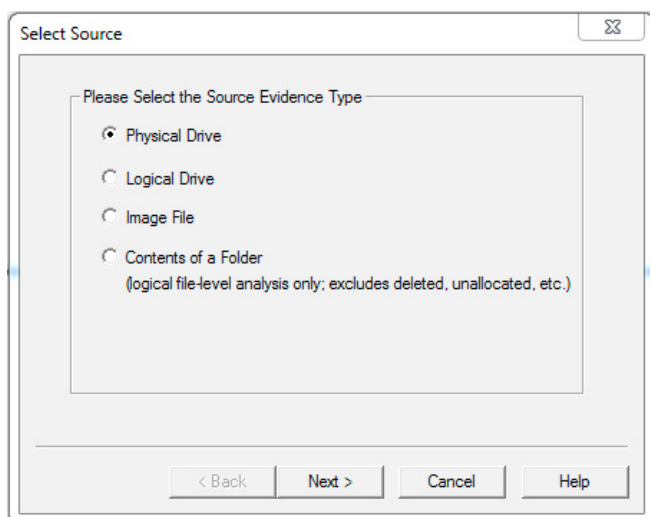 Select Source
Please Select the Source Evidence Type
Physical Drive
Logical Drive
Image File
Contents of a Folder
(logical file-level analysis only; excludes deleted, unallocated, etc.)
< Back Next > Cancel Help